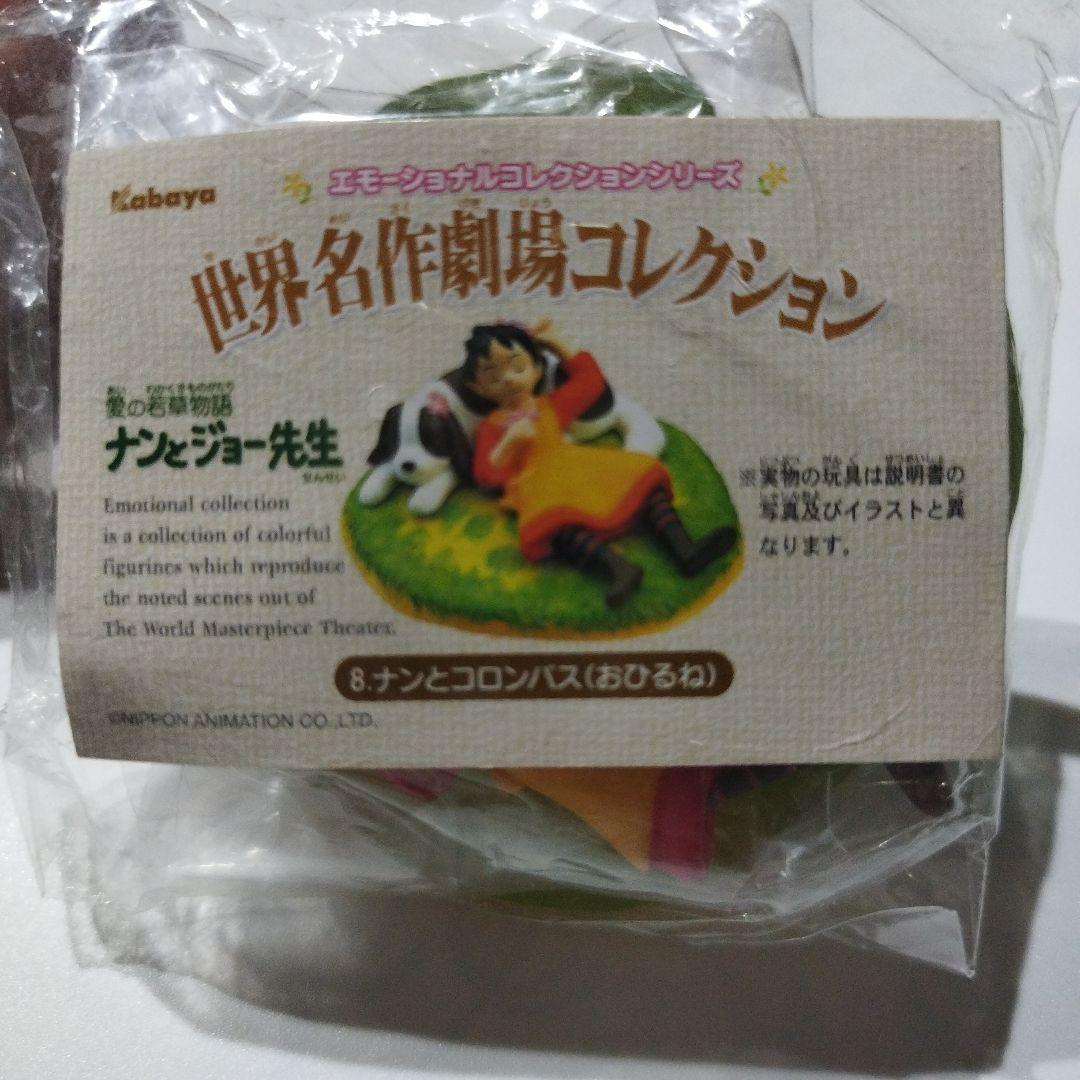 Kabaya
エモーショナルコレクションシリーズ
世界名作劇場コレクション
愛の若草物語
ナンとジョー先生
Emotional collection
is a collection of colorful
figurines which reproduce
the noted scenes out of
The World Masterpiece Theater.
※実物の玩具は説明書の
写真及びイラストと異
なります。
8.ナンとコロンバス(おひるね)
©NIPPON ANIMATION CO.,LTD.